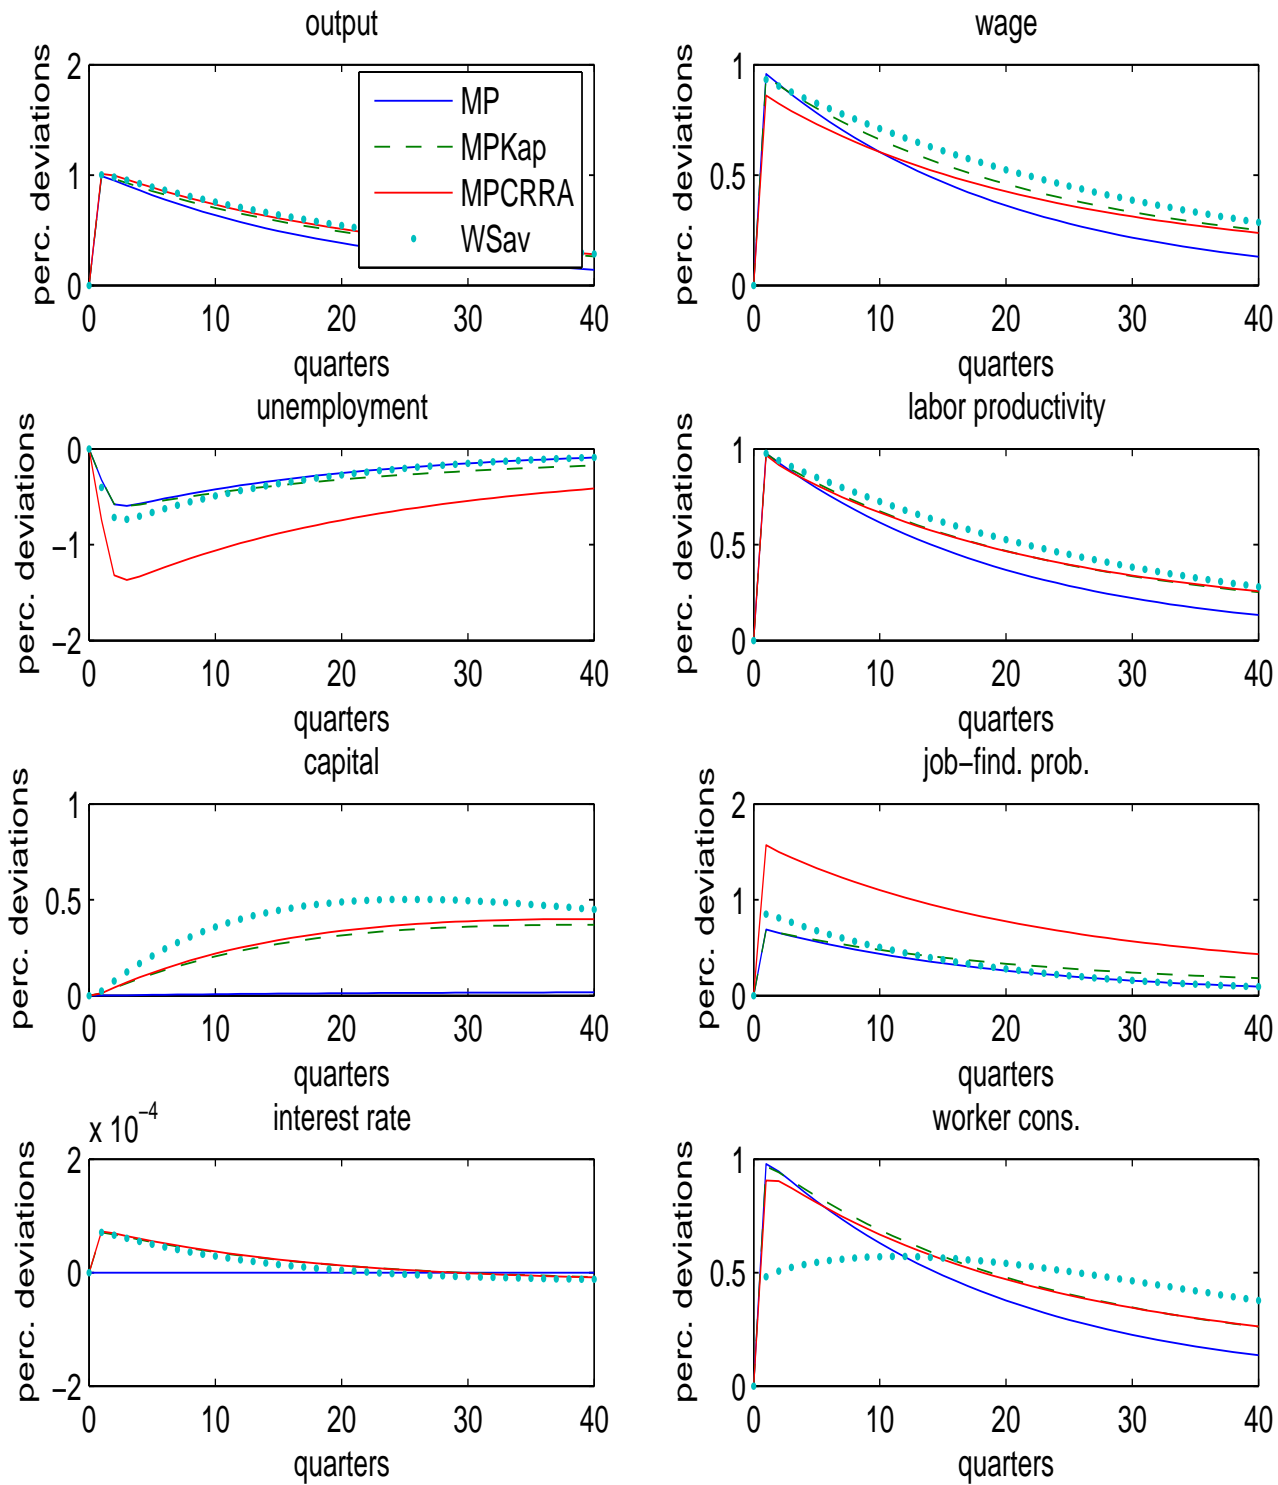 output
perc. deviations
2
1
0
0 10 20 30 40
quarters
MP
MPKap
MPCRRA
WSav
wage
perc. deviations
1
0.5
0
0 10 20 30 40
quarters
unemployment
perc. deviations
0
−1
−2
0 10 20 30 40
quarters
labor productivity
perc. deviations
1
0.5
0
0 10 20 30 40
quarters
capital
perc. deviations
1
0.5
0
0 10 20 30 40
quarters
job−find. prob.
perc. deviations
2
1
0
0 10 20 30 40
quarters
x 10⁻⁴
interest rate
perc. deviations
2
0
−2
0 10 20 30 40
quarters
worker cons.
perc. deviations
1
0.5
0
0 10 20 30 40
quarters